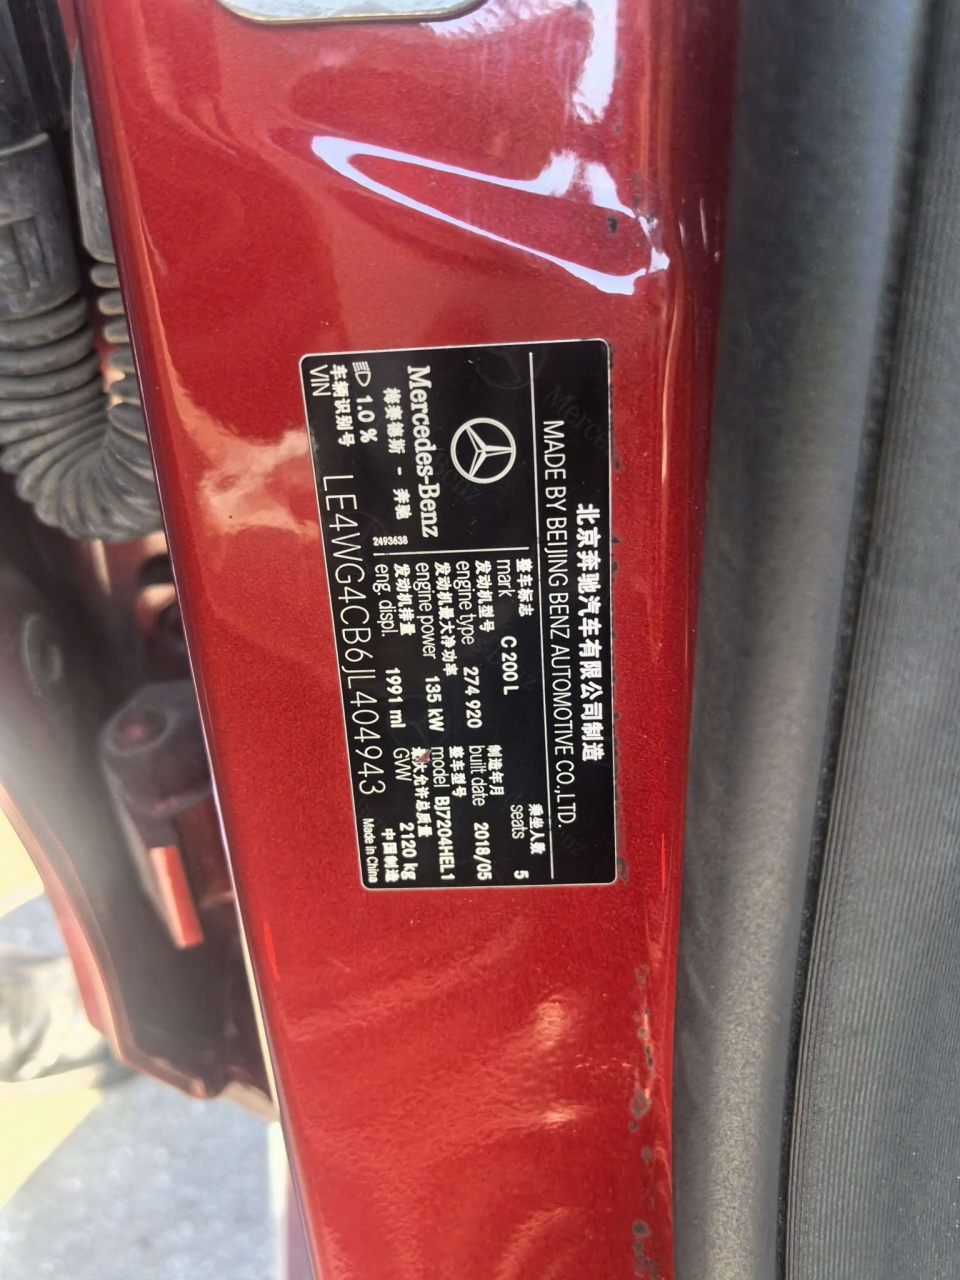 北京奔驰汽车有限公司制造
MADE BY BEIJING BENZ AUTOMOTIVE CO.,LTD.
整车标志
mark C 200 L
乘坐人数
seats 5
发动机型号
engine type 274 920
制造年月
built date 2018/05
发动机最大净功率
engine power 135 kW
整车型号
model BJ7204HEL1
发动机排量
eng. displ. 1991 ml
最大允许总质量
GVW 2120 kg
Mercedes-Benz
梅赛德斯 - 奔驰
2493638
1.0 %
中国制造
Made in China
车辆识别号
VIN LE4WG4CB6JL404943